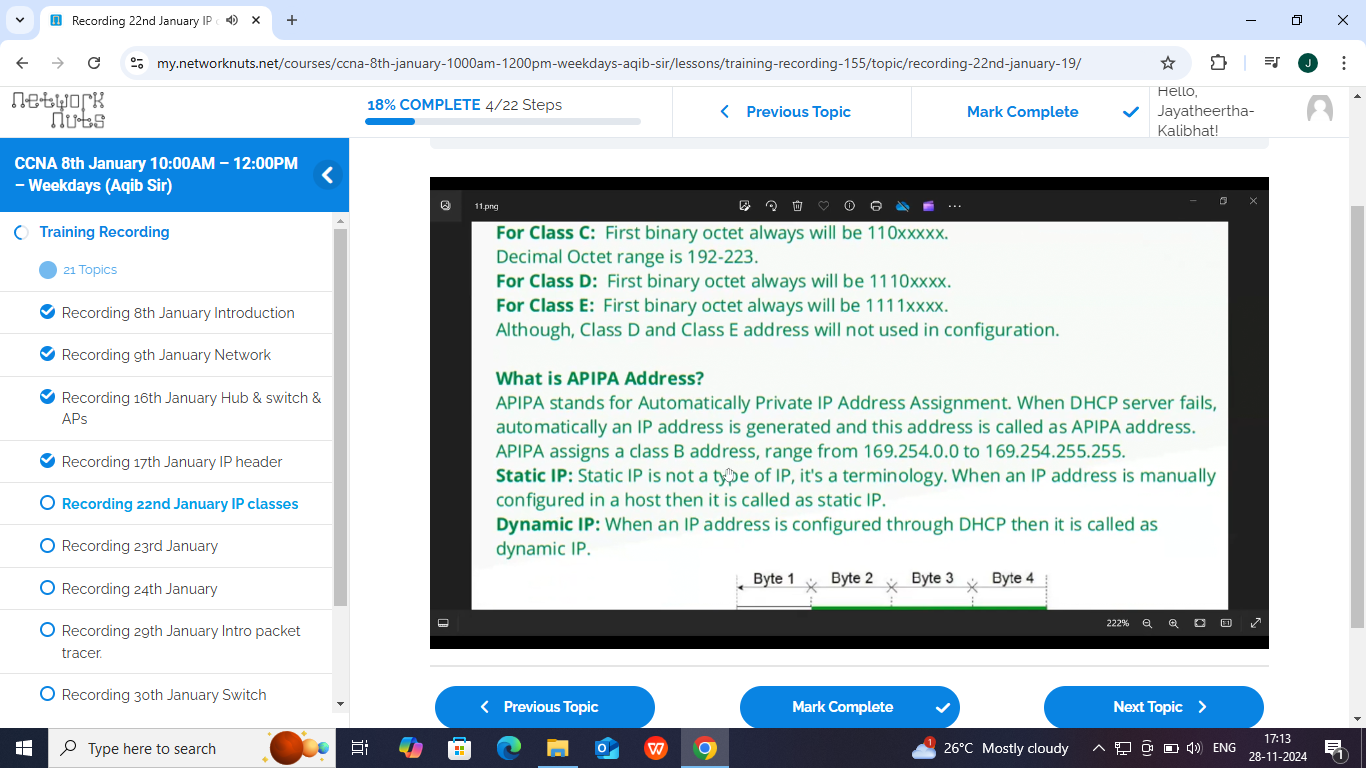 Recording 22nd January IP c
my.networknuts.net/courses/ccna-8th-january-1000am-1200pm-weekdays-aqib-sir/lessons/training-recording-155/topic/recording-22nd-january-19/
J
Network
Nuts
18% COMPLETE 4/22 Steps
Previous Topic
Mark Complete
Hello,
Jayatheertha-
Kalibhat!
CCNA 8th January 10:00AM – 12:00PM
– Weekdays (Aqib Sir)
Training Recording
21 Topics
Recording 8th January Introduction
Recording 9th January Network
Recording 16th January Hub & switch &
APs
Recording 17th January IP header
Recording 22nd January IP classes
Recording 23rd January
Recording 24th January
Recording 29th January Intro packet
tracer.
Recording 30th January Switch
11.png
For Class C: First binary octet always will be 110xxxxx.
Decimal Octet range is 192-223.
For Class D: First binary octet always will be 1110xxxx.
For Class E: First binary octet always will be 1111xxxx.
Although, Class D and Class E address will not used in configuration.
What is APIPA Address?
APIPA stands for Automatically Private IP Address Assignment. When DHCP server fails,
automatically an IP address is generated and this address is called as APIPA address.
APIPA assigns a class B address, range from 169.254.0.0 to 169.254.255.255.
Static IP: Static IP is not a type of IP, it's a terminology. When an IP address is manually
configured in a host then it is called as static IP.
Dynamic IP: When an IP address is configured through DHCP then it is called as
dynamic IP.
Byte 1 Byte 2 Byte 3 Byte 4
222%
Previous Topic
Mark Complete
Next Topic
Type here to search
1
26°C Mostly cloudy
ENG
17:13
28-11-2024
1